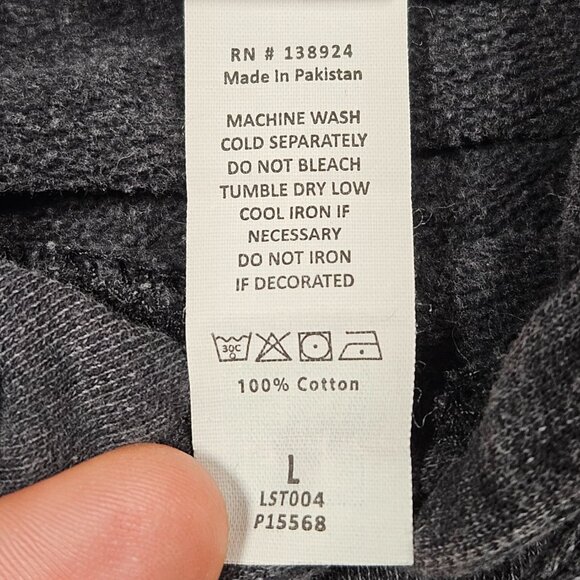 RN # 138924
Made In Pakistan
MACHINE WASH
COLD SEPARATELY
DO NOT BLEACH
TUMBLE DRY LOW
COOL IRON IF
NECESSARY
DO NOT IRON
IF DECORATED
30C
100% Cotton
L
LST004
P15568